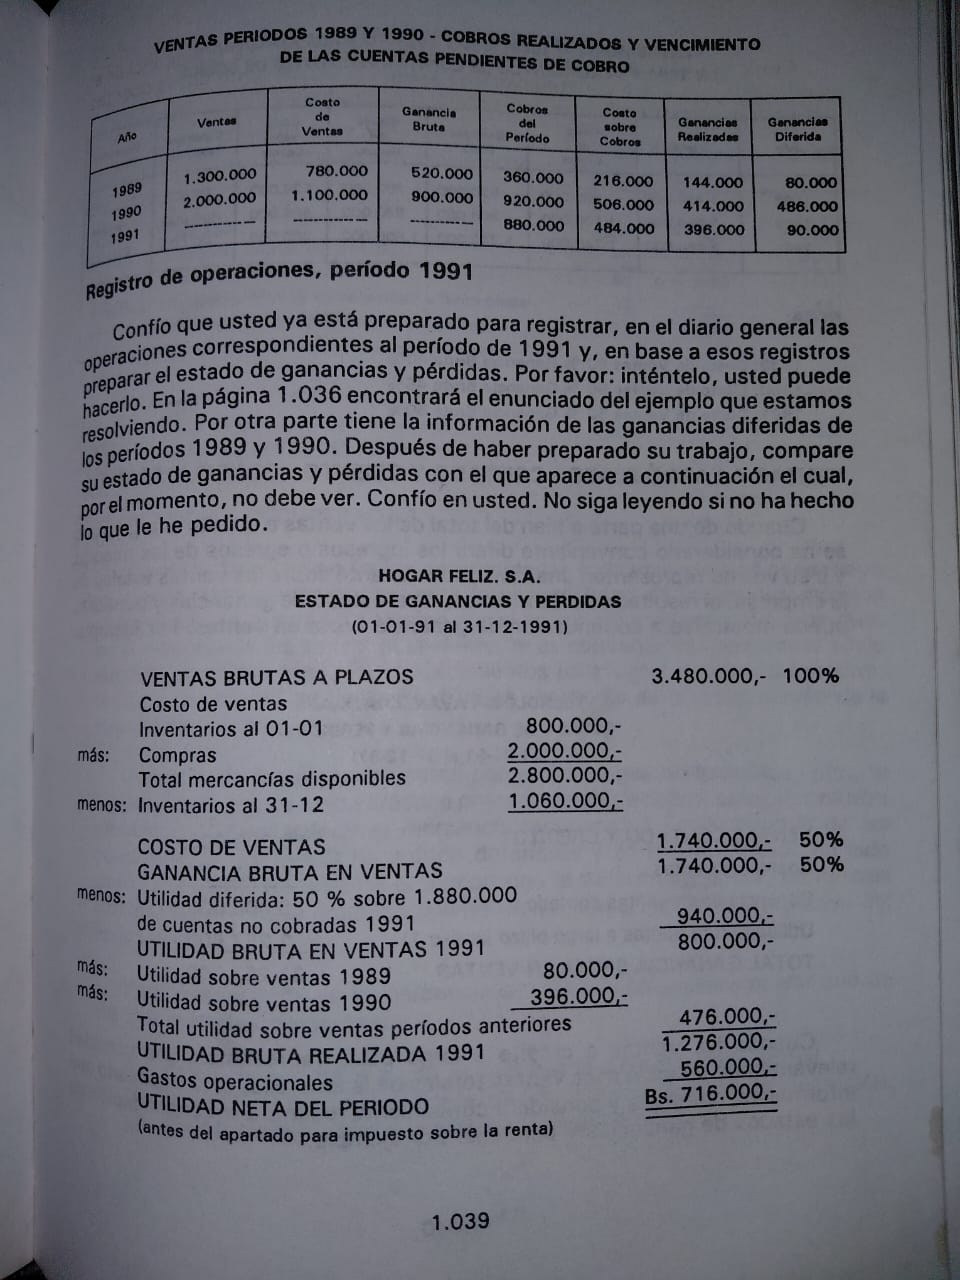 VENTAS PERIODOS 1989 Y 1990 - COBROS REALIZADOS Y VENCIMIENTO
DE LAS CUENTAS PENDIENTES DE COBRO
Año Ventas Costo de Ventas Ganancia Bruta Cobros del Período Costo sobre Cobros Ganancias Realizadas Ganancias Diferida
1989 1.300.000 780.000 520.000 360.000 216.000 144.000 80.000
1990 2.000.000 1.100.000 900.000 920.000 506.000 414.000 486.000
1991 ------------ ------------ ------------ 880.000 484.000 396.000 90.000
Registro de operaciones, período 1991
Confío que usted ya está preparado para registrar, en el diario general las
operaciones correspondientes al período de 1991 y, en base a esos registros
preparar el estado de ganancias y pérdidas. Por favor: inténtelo, usted puede
hacerlo. En la página 1.036 encontrará el enunciado del ejemplo que estamos
resolviendo. Por otra parte tiene la información de las ganancias diferidas de
los períodos 1989 y 1990. Después de haber preparado su trabajo, compare
su estado de ganancias y pérdidas con el que aparece a continuación el cual,
por el momento, no debe ver. Confío en usted. No siga leyendo si no ha hecho
lo que le he pedido.
HOGAR FELIZ. S.A.
ESTADO DE GANANCIAS Y PERDIDAS
(01-01-91 al 31-12-1991)
VENTAS BRUTAS A PLAZOS 3.480.000,- 100%
Costo de ventas
Inventarios al 01-01 800.000,-
más: Compras 2.000.000,-
Total mercancías disponibles 2.800.000,-
menos: Inventarios al 31-12 1.060.000,-
COSTO DE VENTAS 1.740.000,- 50%
GANANCIA BRUTA EN VENTAS 1.740.000,- 50%
menos: Utilidad diferida: 50 % sobre 1.880.000
de cuentas no cobradas 1991 940.000,-
UTILIDAD BRUTA EN VENTAS 1991 800.000,-
más: Utilidad sobre ventas 1989 80.000,-
más: Utilidad sobre ventas 1990 396.000,-
Total utilidad sobre ventas períodos anteriores 476.000,-
UTILIDAD BRUTA REALIZADA 1991 1.276.000,-
Gastos operacionales 560.000,-
UTILIDAD NETA DEL PERIODO Bs. 716.000,-
(antes del apartado para impuesto sobre la renta)
1.039